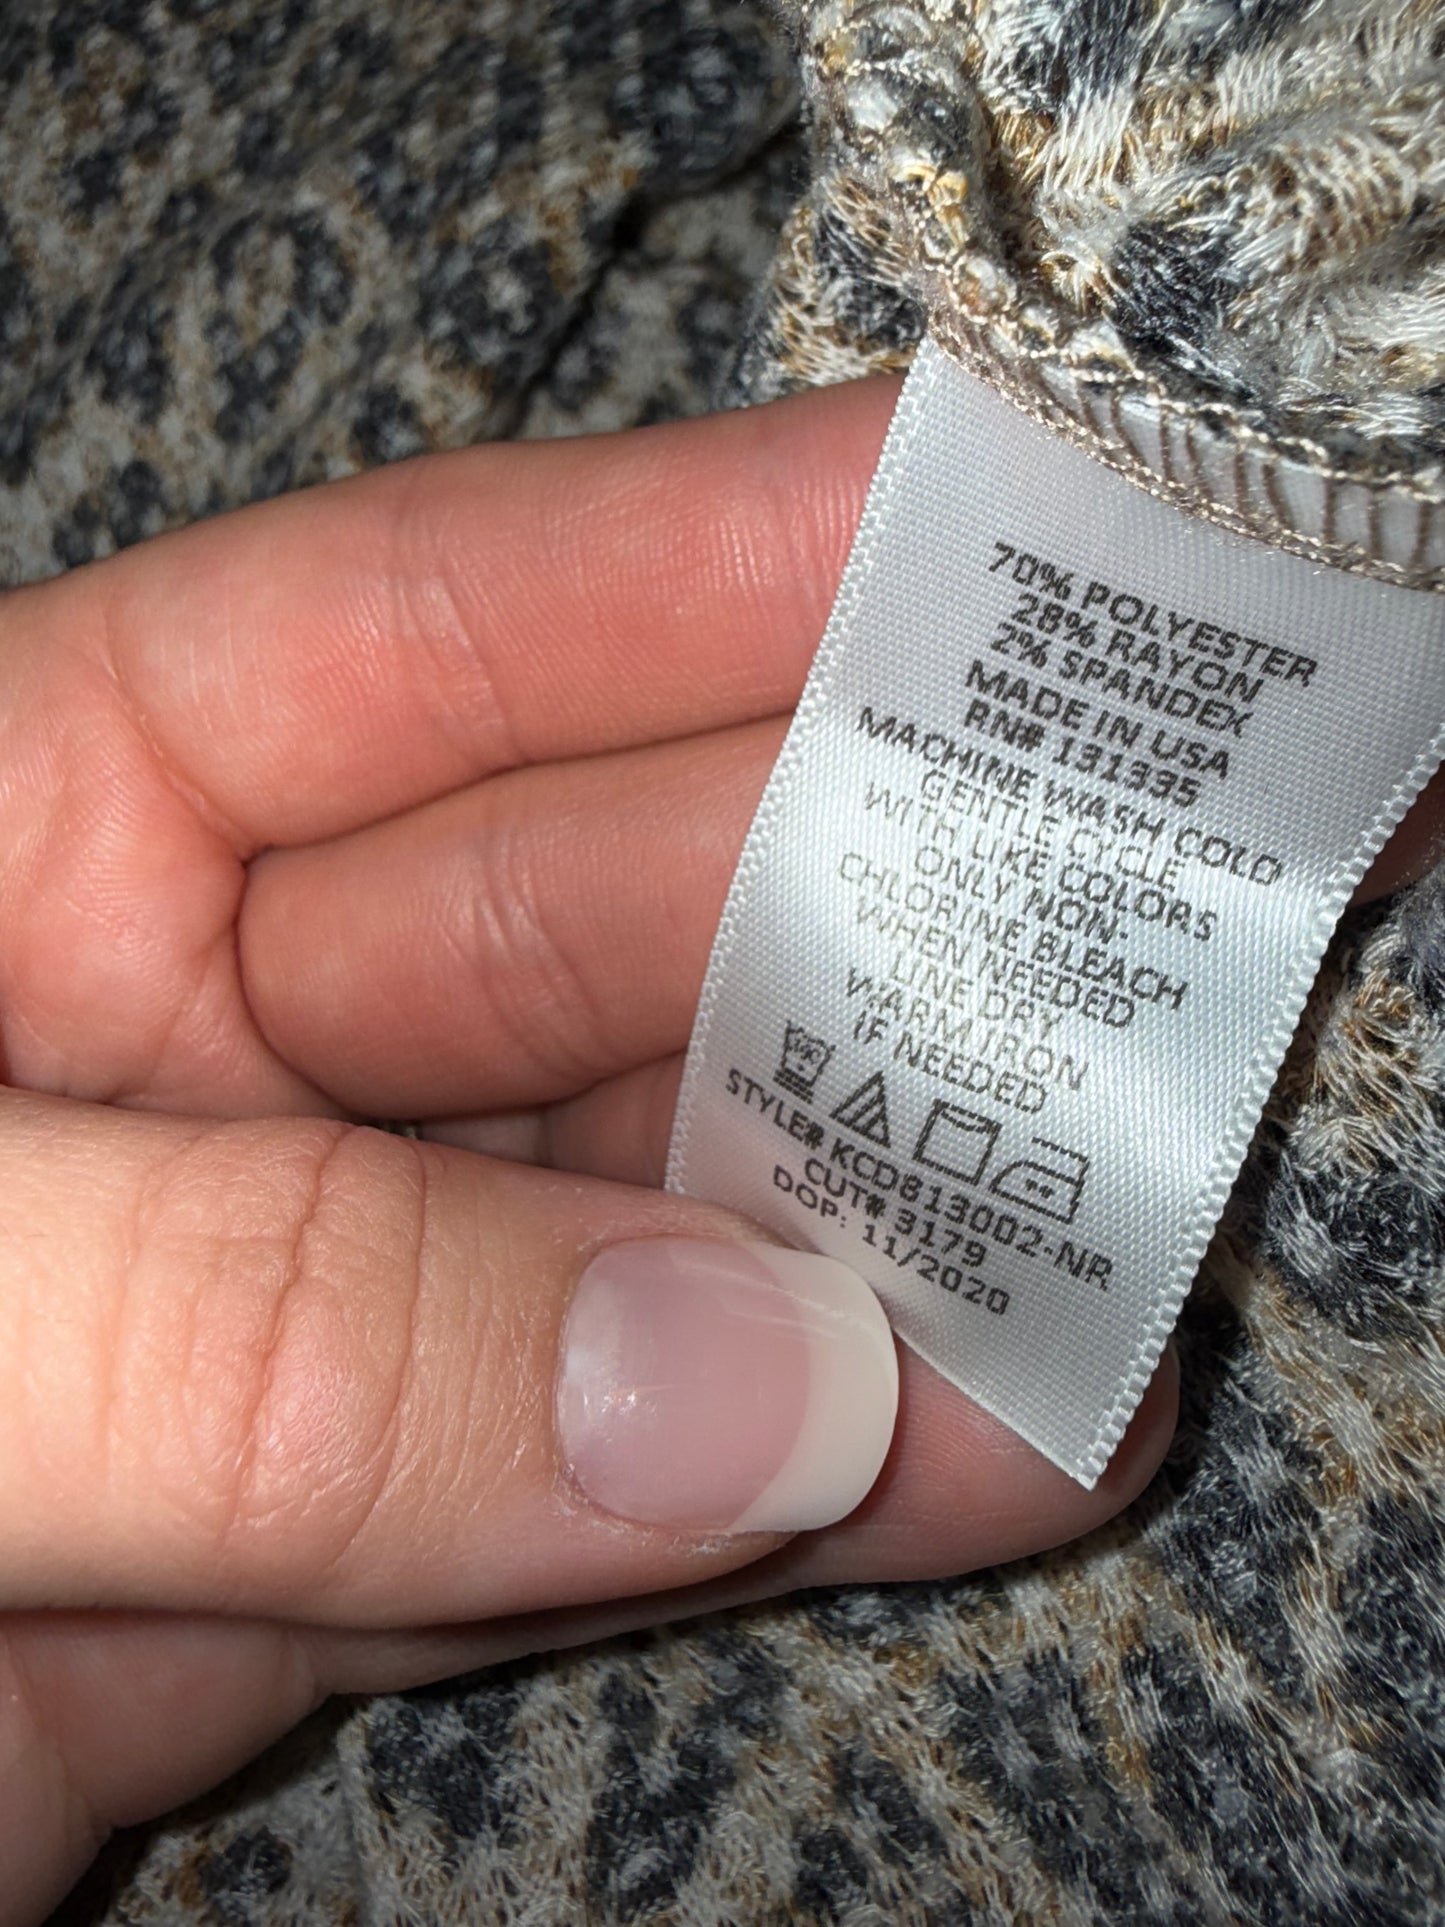 70% POLYESTER
28% RAYON
2% SPANDEX
MADE IN USA
RN# 131335
MACHINE WASH COLD
GENTLE CYCLE
WITH LIKE COLORS
ONLY NON-
CHLORINE BLEACH
WHEN NEEDED
LINE DRY
WARM IRON
IF NEEDED
STYLE# KCD813002-NR
CUT# 3179
DOP: 11/2020